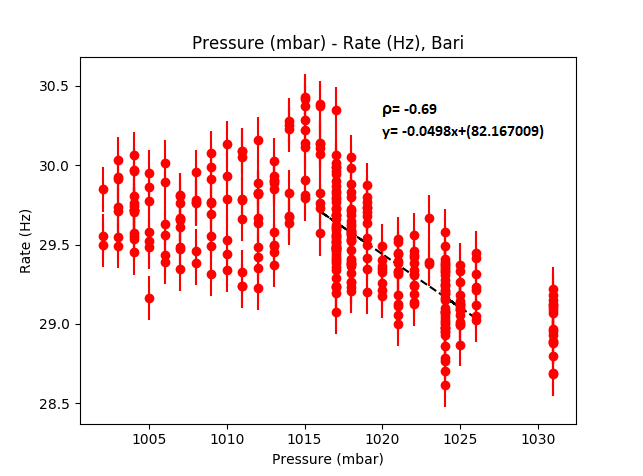 Pressure (mbar) - Rate (Hz), Bari
ρ= -0.69
y= -0.0498x+(82.167009)
30.5
30.0
29.5
29.0
28.5
Rate (Hz)
1005
1010
1015
1020
1025
1030
Pressure (mbar)